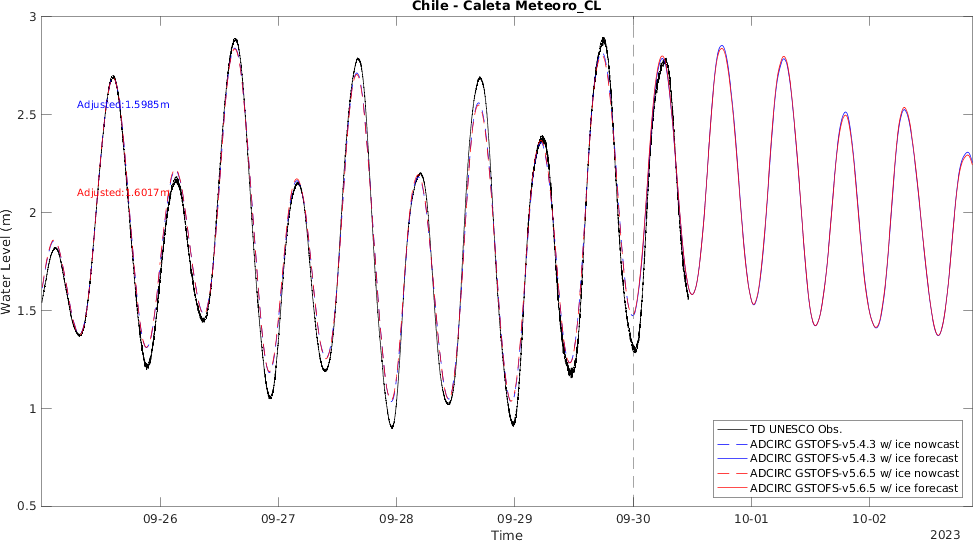 Chile - Caleta Meteoro_CL
3
2.5
2
1.5
1
0.5
Water Level (m)
Adjusted:1.5985m
Adjusted:1.6017m
TD UNESCO Obs.
ADCIRC GSTOFS-v5.4.3 w/ ice nowcast
ADCIRC GSTOFS-v5.4.3 w/ ice forecast
ADCIRC GSTOFS-v5.6.5 w/ ice nowcast
ADCIRC GSTOFS-v5.6.5 w/ ice forecast
09-26 09-27 09-28 09-29 09-30 10-01 10-02
Time
2023